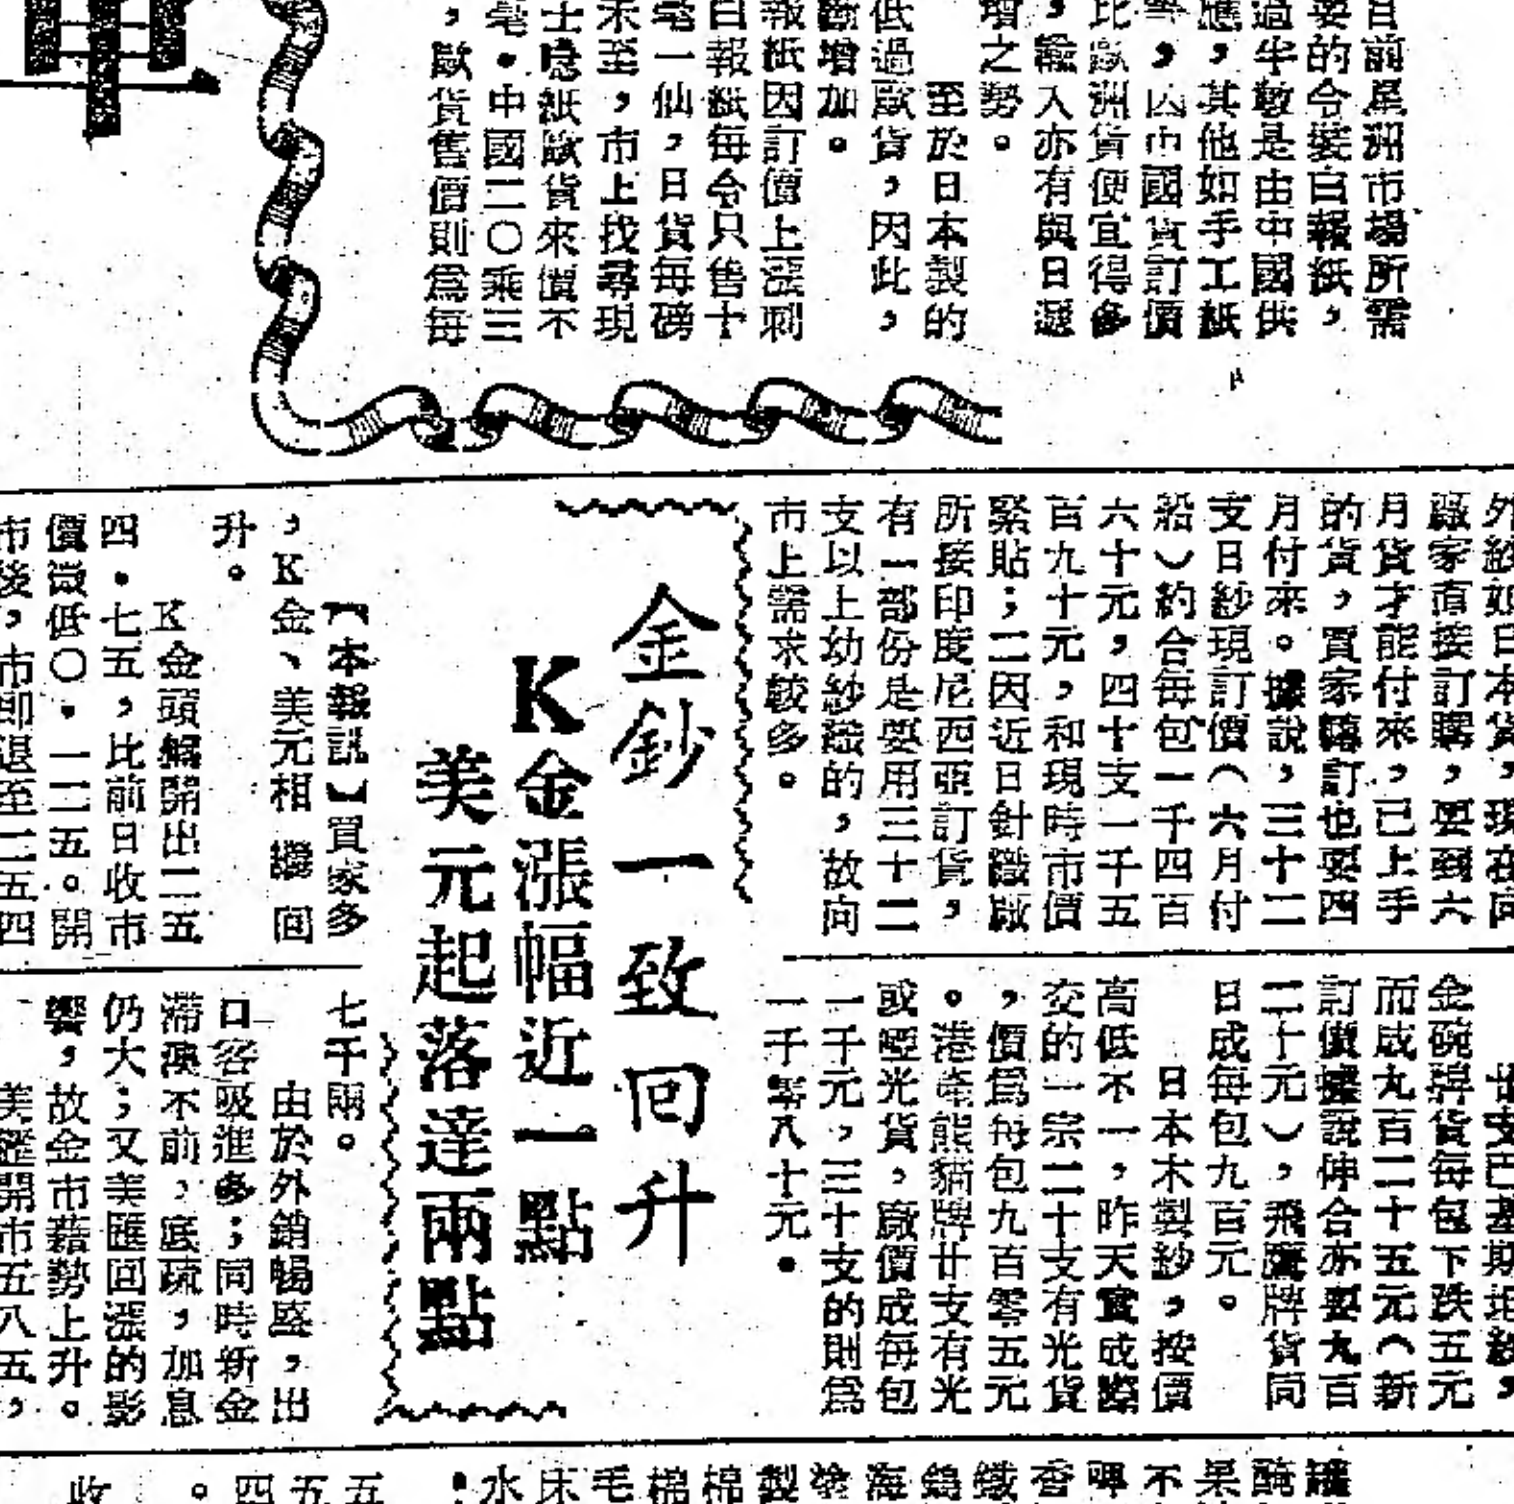 目前星洲市場所需
要的令裝白報紙，
過半數是由中國供
應，其他如手工紙
等，因中國貨訂價
比歐洲貨便宜得多
，輸入亦有與日遞
增之勢。
至於日本製的
低過歐貨，因此，
斷增加。
報紙因訂價上漲刺
白報紙每令只售十
毫一仙，日貨每磅
未至，市上找尋現
士唛紙歐貨來價不
毫．中國二〇乘三
，歐貨售價則爲每
外紗如日本貨，現在向
廠家直接訂購，要到六
月貨才能付來，已上手
的貨，買家轉訂也要四
月付來。據說，三十二
支日紗現訂價（六月付
船）約合每包一千四百
六十元，四十支一千五
百九十元，和現時市價
緊貼；二因近日針織廠
所接印度尼西亞訂貨，
有一部份是要用三十二
支以上幼紗織的，故向
市上需求較多。
廿支巴基斯坦紗，
金碗牌貨每包下跌五元
而成九百二十五元（新
訂價據說伸合亦要九百
二十元），飛鷹牌貨同
日成每包九百元。
日本木製紗，按價
高低不一，昨天實成際
交的一宗二十支有光貨
，價爲每包九百零五元
。港產熊貓牌廿支有光
或啞光貨，廠價成每包
一千元，三十支的則爲
一千零八十元．
金鈔一致回升
K金漲幅近一點
美元起落達兩點
【本報訊】買家多
，K金、美元相繼回
升。
K金頭編開出二五
四．七五，比前日收市
價微低〇．一二五。開
市後，市即退至二五四
七千兩。
由於外銷暢盛，出
口客吸進多；同時新金
滯運不前，底疏，加息
仍大；又美匯回漲的影
響，故金市藉勢上升。
美匯開市五八五，